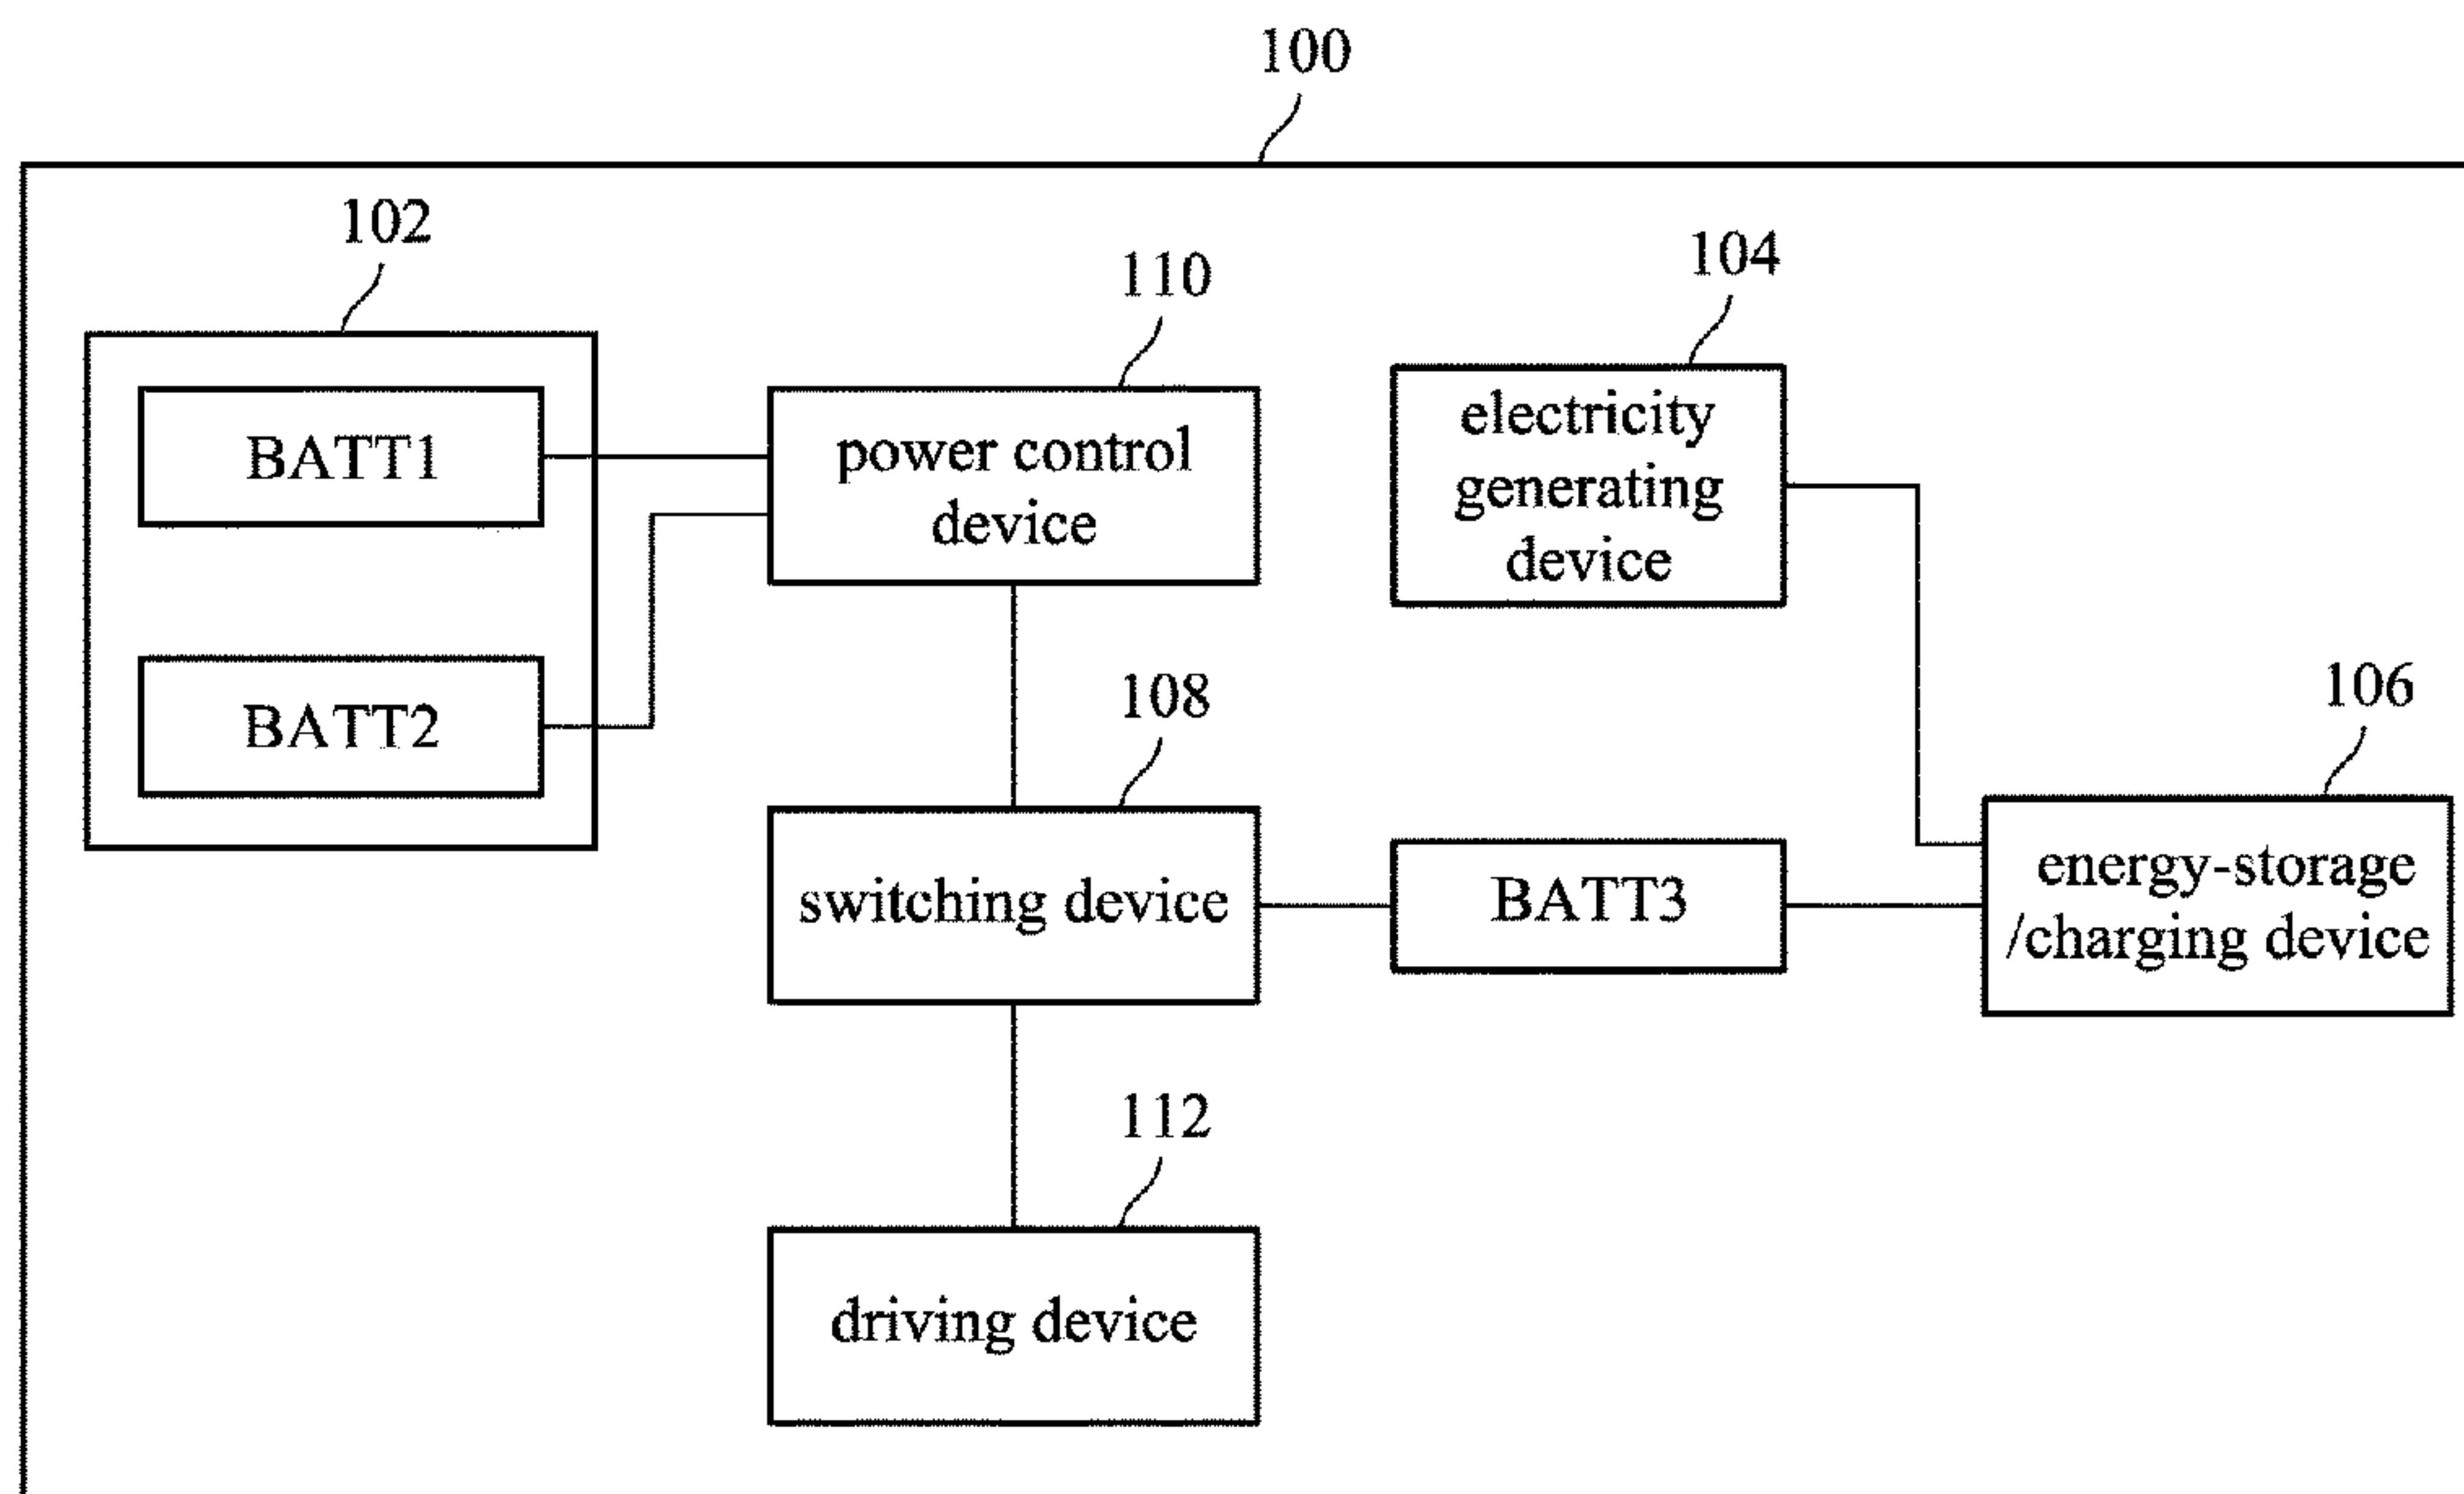 100
102
110
104
BATT1
power control
device
electricity
generating
device
BATT2
108
106
switching device
BATT3
energy-storage
/charging device
112
driving device